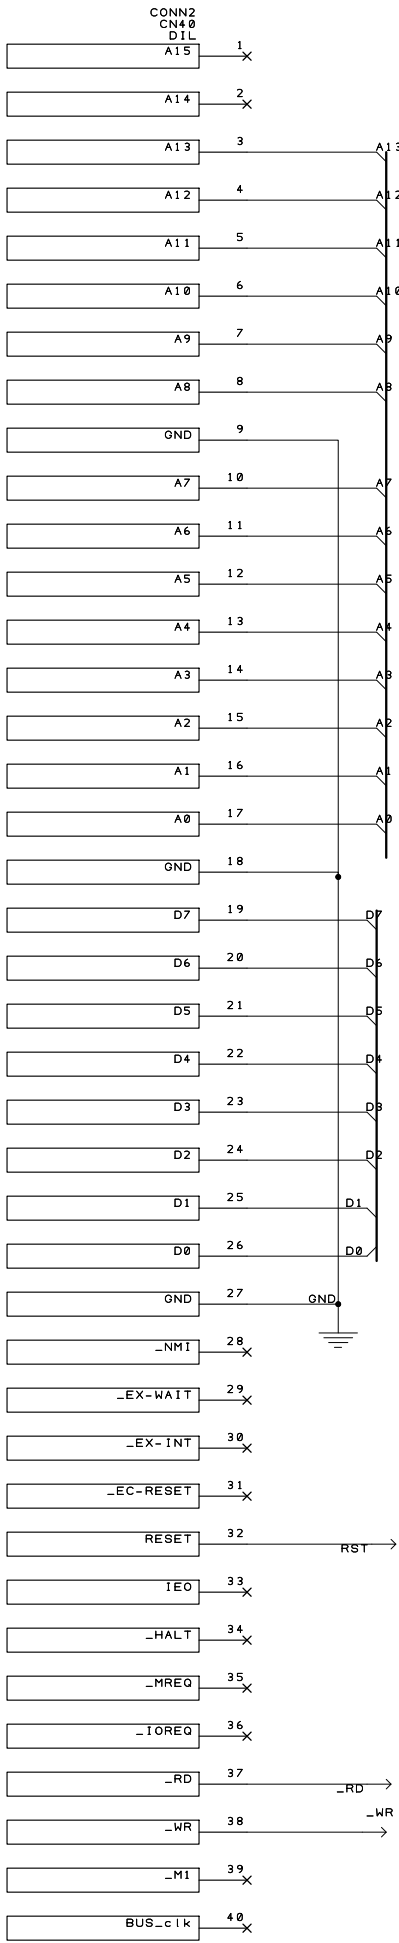 CONN2
CN40
DIL
A15 1
A14 2
A13 3 A13
A12 4 A12
A11 5 A11
A10 6 A10
A9 7 A9
A8 8 A8
GND 9
A7 10 A7
A6 11 A6
A5 12 A5
A4 13 A4
A3 14 A3
A2 15 A2
A1 16 A1
A0 17 A0
GND 18
D7 19 D7
D6 20 D6
D5 21 D5
D4 22 D4
D3 23 D3
D2 24 D2
D1 25 D1
D0 26 D0
GND 27 GND
_NMI 28
_EX-WAIT 29
_EX-INT 30
_EC-RESET 31
RESET 32 RST
IEO 33
_HALT 34
_MREQ 35
_IOREQ 36
_RD 37 _RD
_WR 38 _WR
_M1 39
BUS_clk 40